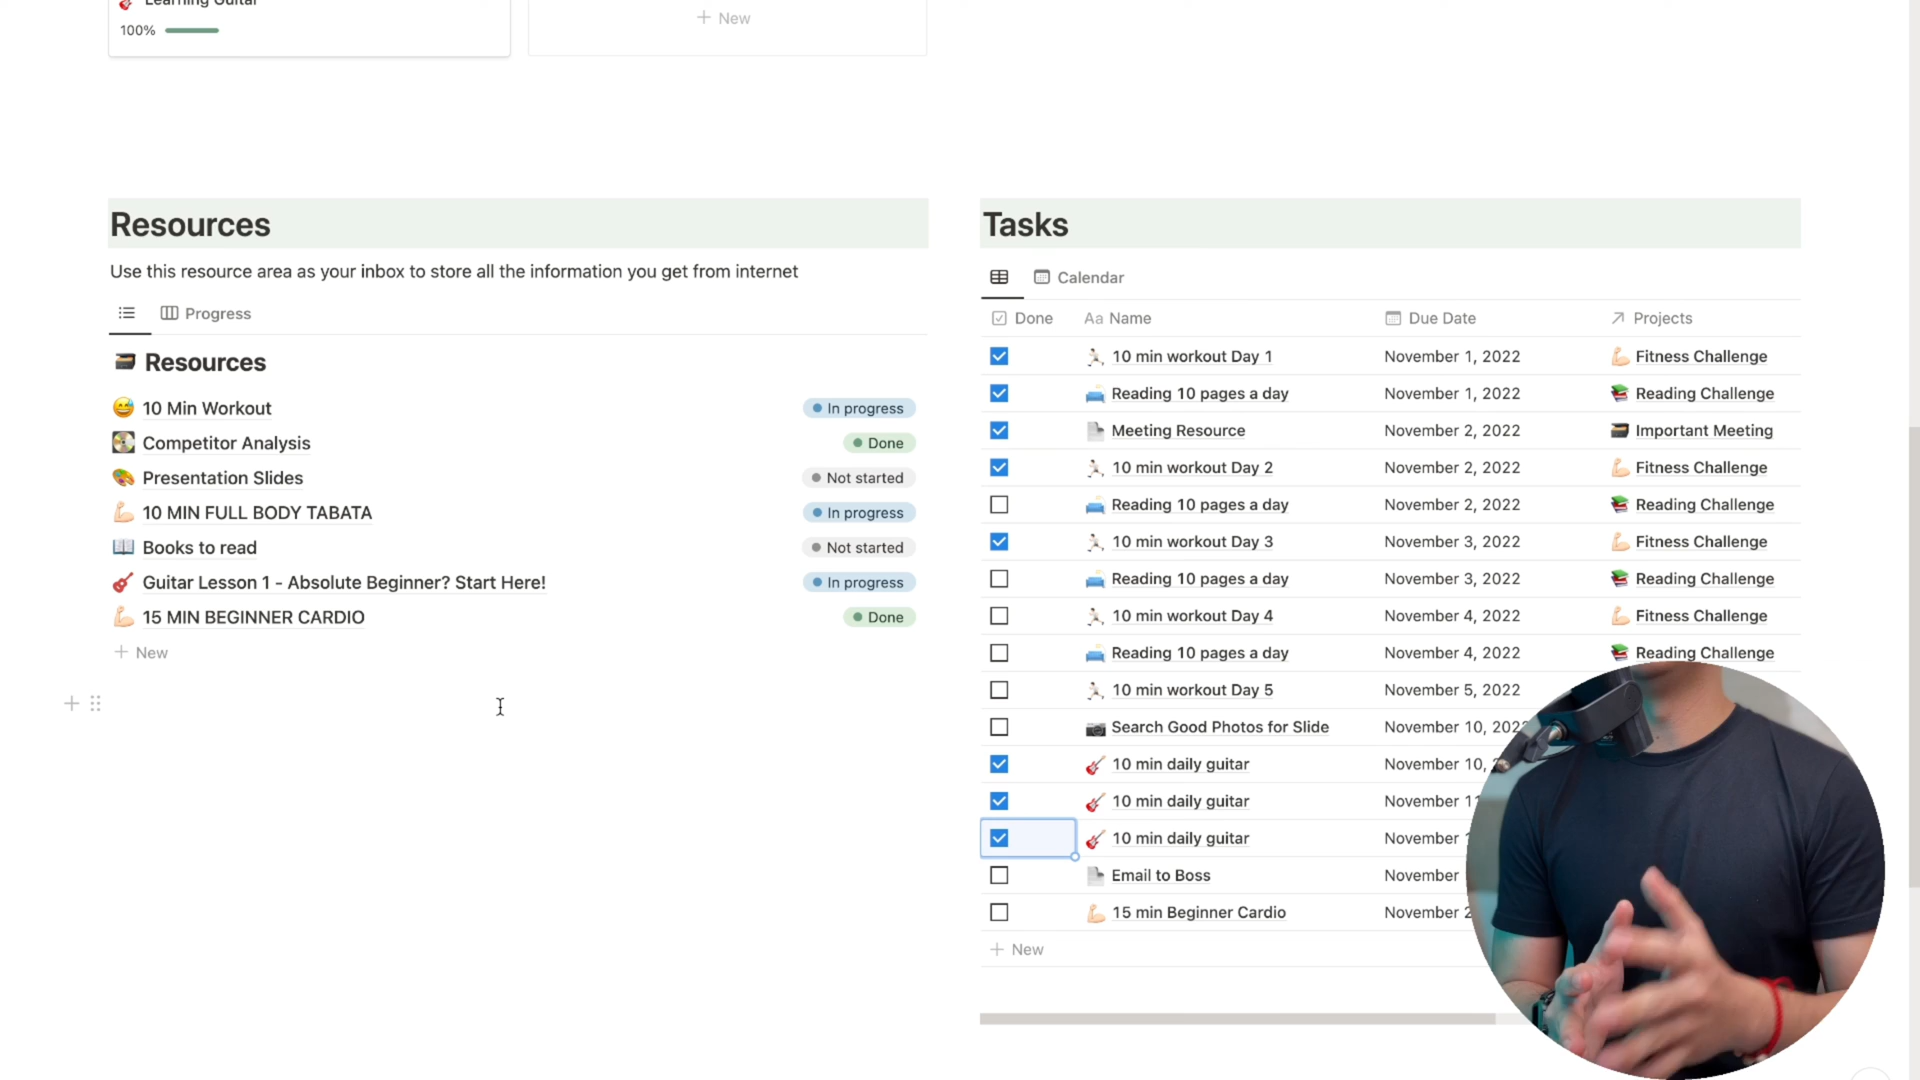 Learning Guitar
100%
+ New
Resources
Use this resource area as your inbox to store all the information you get from internet
Progress
Resources
10 Min Workout In progress
Competitor Analysis Done
Presentation Slides Not started
10 MIN FULL BODY TABATA In progress
Books to read Not started
Guitar Lesson 1 - Absolute Beginner? Start Here! In progress
15 MIN BEGINNER CARDIO Done
+ New
Tasks
Calendar
Done Aa Name Due Date Projects
10 min workout Day 1 November 1, 2022 Fitness Challenge
Reading 10 pages a day November 1, 2022 Reading Challenge
Meeting Resource November 2, 2022 Important Meeting
10 min workout Day 2 November 2, 2022 Fitness Challenge
Reading 10 pages a day November 2, 2022 Reading Challenge
10 min workout Day 3 November 3, 2022 Fitness Challenge
Reading 10 pages a day November 3, 2022 Reading Challenge
10 min workout Day 4 November 4, 2022 Fitness Challenge
Reading 10 pages a day November 4, 2022 Reading Challenge
10 min workout Day 5 November 5, 2022
Search Good Photos for Slide November 10, 2022
10 min daily guitar November 10,
10 min daily guitar November 11
10 min daily guitar November
Email to Boss November
15 min Beginner Cardio November
+ New